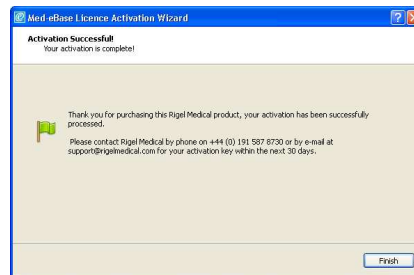 Med-eBase Licence Activation Wizard
Activation Successful!
Your activation is complete!
Thank you for purchasing this Rigel Medical product, your activation has been successfully
processed.
Please contact Rigel Medical by phone on +44 (0) 191 587 8730 or by e-mail at
support@rigelmedical.com for your activation key within the next 30 days.
Finish